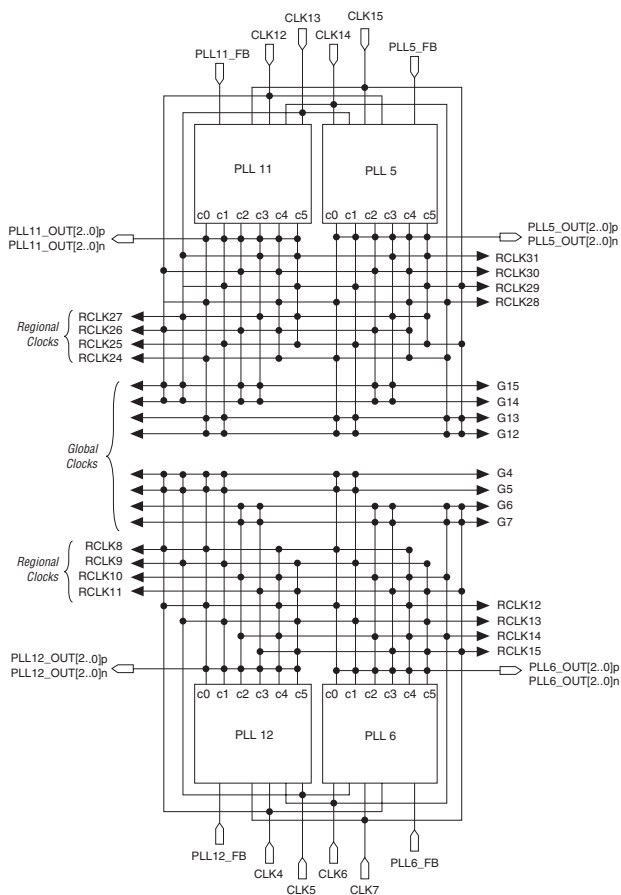 CLK13
CLK15
CLK12
CLK14
PLL11_FB
PLL5_FB
PLL 11
PLL 5
c0 c1 c2 c3 c4 c5
c0 c1 c2 c3 c4 c5
PLL11_OUT[2..0]p
PLL11_OUT[2..0]n
PLL5_OUT[2..0]p
PLL5_OUT[2..0]n
RCLK31
RCLK30
RCLK29
RCLK28
Regional
Clocks
RCLK27
RCLK26
RCLK25
RCLK24
G15
G14
G13
G12
Global
Clocks
G4
G5
G6
G7
Regional
Clocks
RCLK8
RCLK9
RCLK10
RCLK11
RCLK12
RCLK13
RCLK14
RCLK15
PLL12_OUT[2..0]p
PLL12_OUT[2..0]n
PLL6_OUT[2..0]p
PLL6_OUT[2..0]n
c0 c1 c2 c3 c4 c5
c0 c1 c2 c3 c4 c5
PLL 12
PLL 6
PLL12_FB
PLL6_FB
CLK4
CLK6
CLK5
CLK7